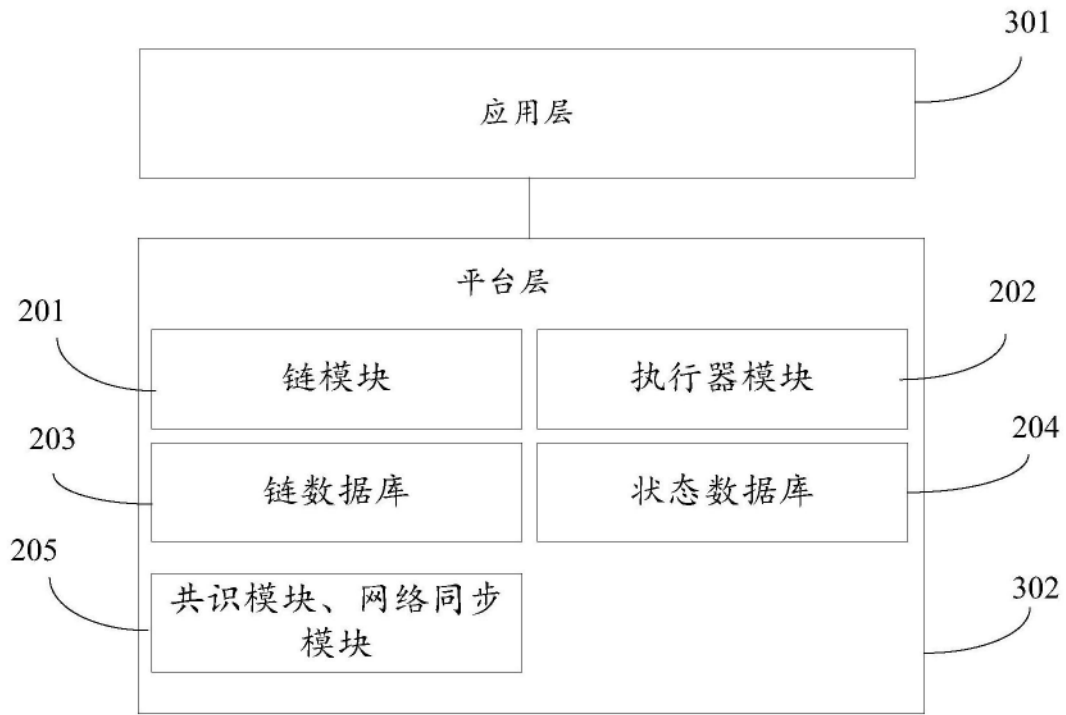 301
应用层
平台层
201
202
链模块
执行器模块
203
204
链数据库
状态数据库
205
共识模块、网络同步
模块
302